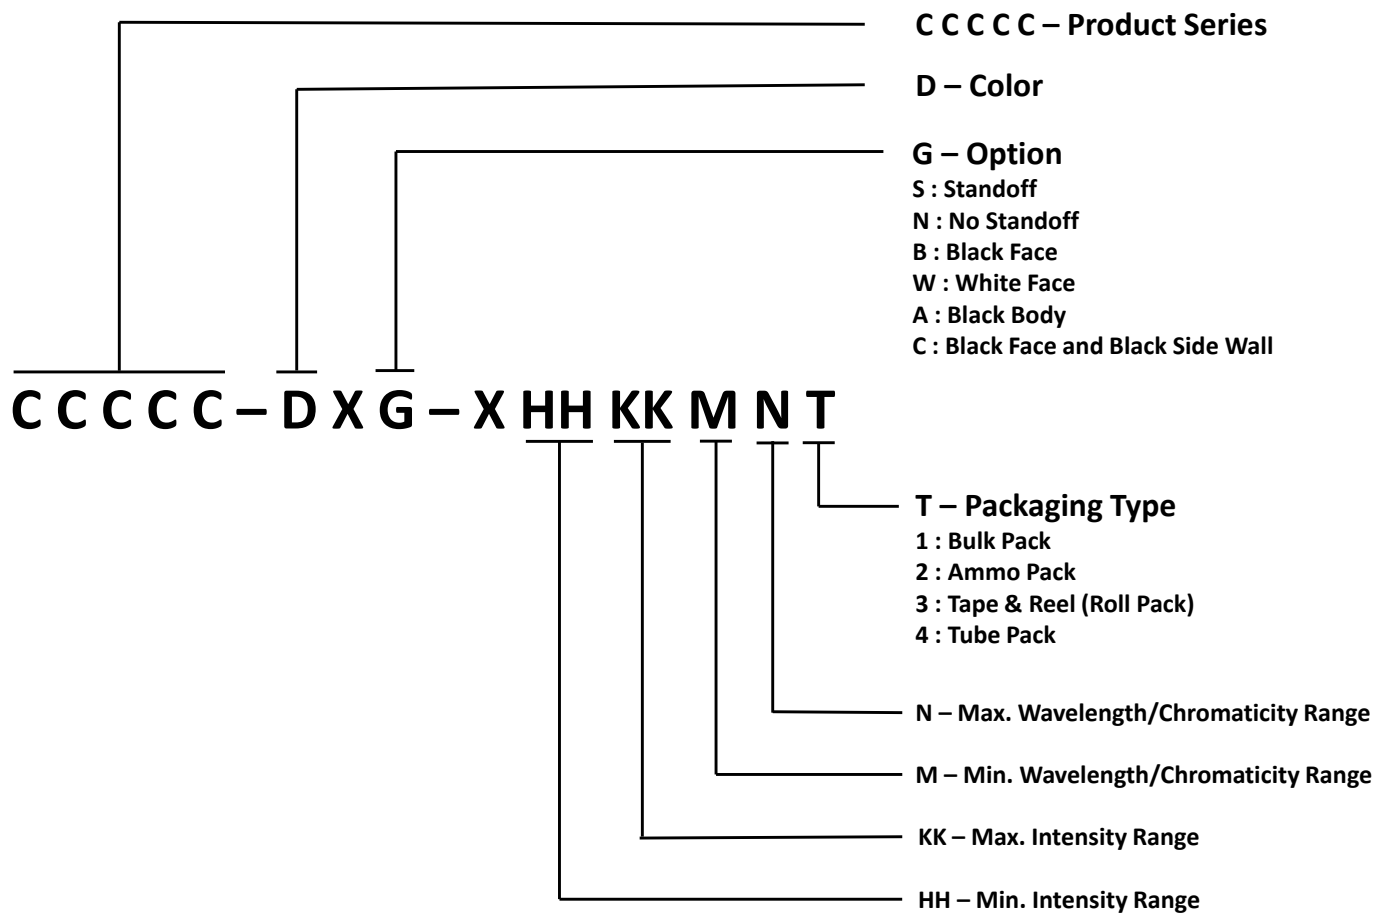 C C C C C – Product Series
D – Color
G – Option
S : Standoff
N : No Standoff
B : Black Face
W : White Face
A : Black Body
C : Black Face and Black Side Wall
C C C C C – D X G – X HH KK M N T
T – Packaging Type
1 : Bulk Pack
2 : Ammo Pack
3 : Tape & Reel (Roll Pack)
4 : Tube Pack
N – Max. Wavelength/Chromaticity Range
M – Min. Wavelength/Chromaticity Range
KK – Max. Intensity Range
HH – Min. Intensity Range